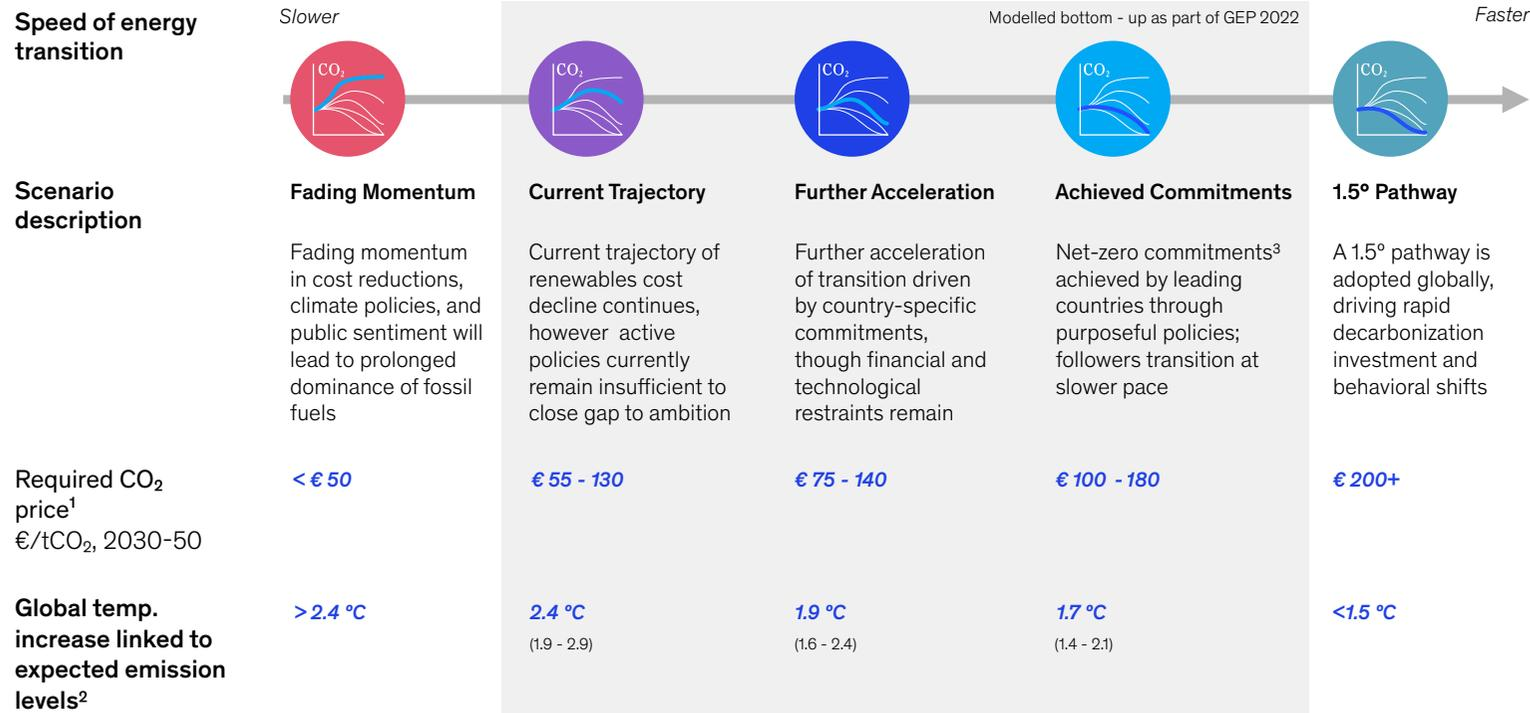 Speed of energy
transition
Slower
Modelled bottom - up as part of GEP 2022
Faster
CO₂
CO₂
CO₂
CO₂
CO₂
Scenario
description
Fading Momentum
Fading momentum
in cost reductions,
climate policies, and
public sentiment will
lead to prolonged
dominance of fossil
fuels
Current Trajectory
Current trajectory of
renewables cost
decline continues,
however active
policies currently
remain insufficient to
close gap to ambition
Further Acceleration
Further acceleration
of transition driven
by country-specific
commitments,
though financial and
technological
restraints remain
Achieved Commitments
Net-zero commitments³
achieved by leading
countries through
purposeful policies;
followers transition at
slower pace
1.5° Pathway
A 1.5° pathway is
adopted globally,
driving rapid
decarbonization
investment and
behavioral shifts
Required CO₂
price¹
€/tCO₂, 2030-50
< € 50
€ 55 - 130
€ 75 - 140
€ 100 - 180
€ 200+
Global temp.
increase linked to
expected emission
levels²
> 2.4 °C
2.4 °C
(1.9 - 2.9)
1.9 °C
(1.6 - 2.4)
1.7 °C
(1.4 - 2.1)
<1.5 °C